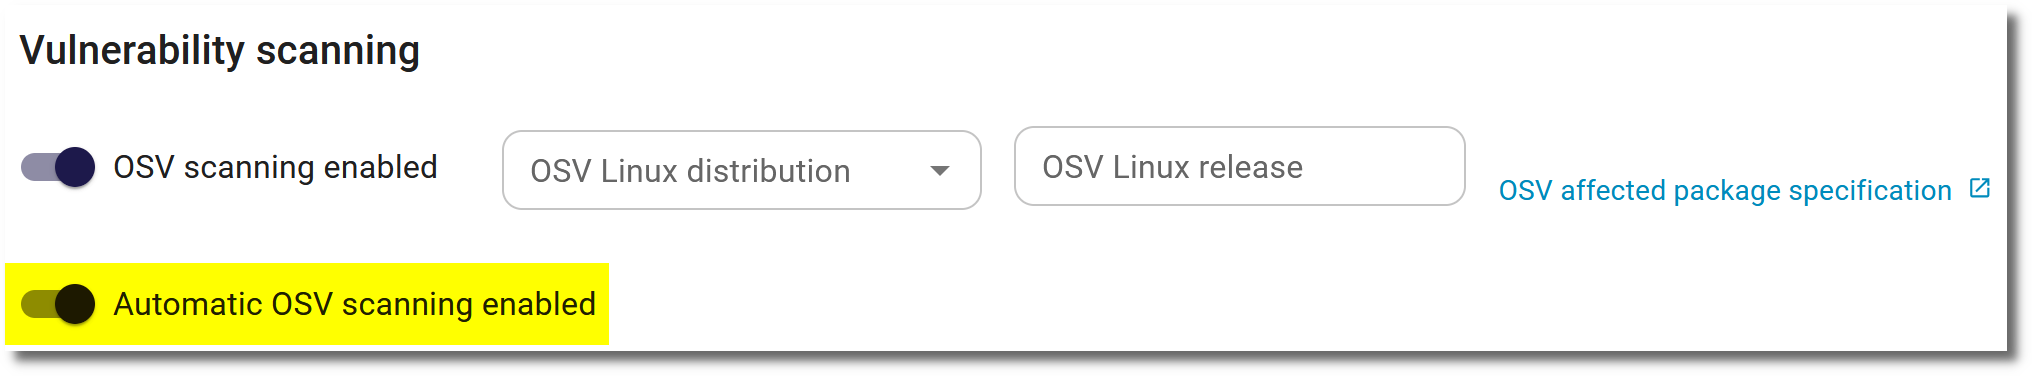 Vulnerability scanning
OSV scanning enabled
OSV Linux distribution
OSV Linux release
OSV affected package specification
Automatic OSV scanning enabled